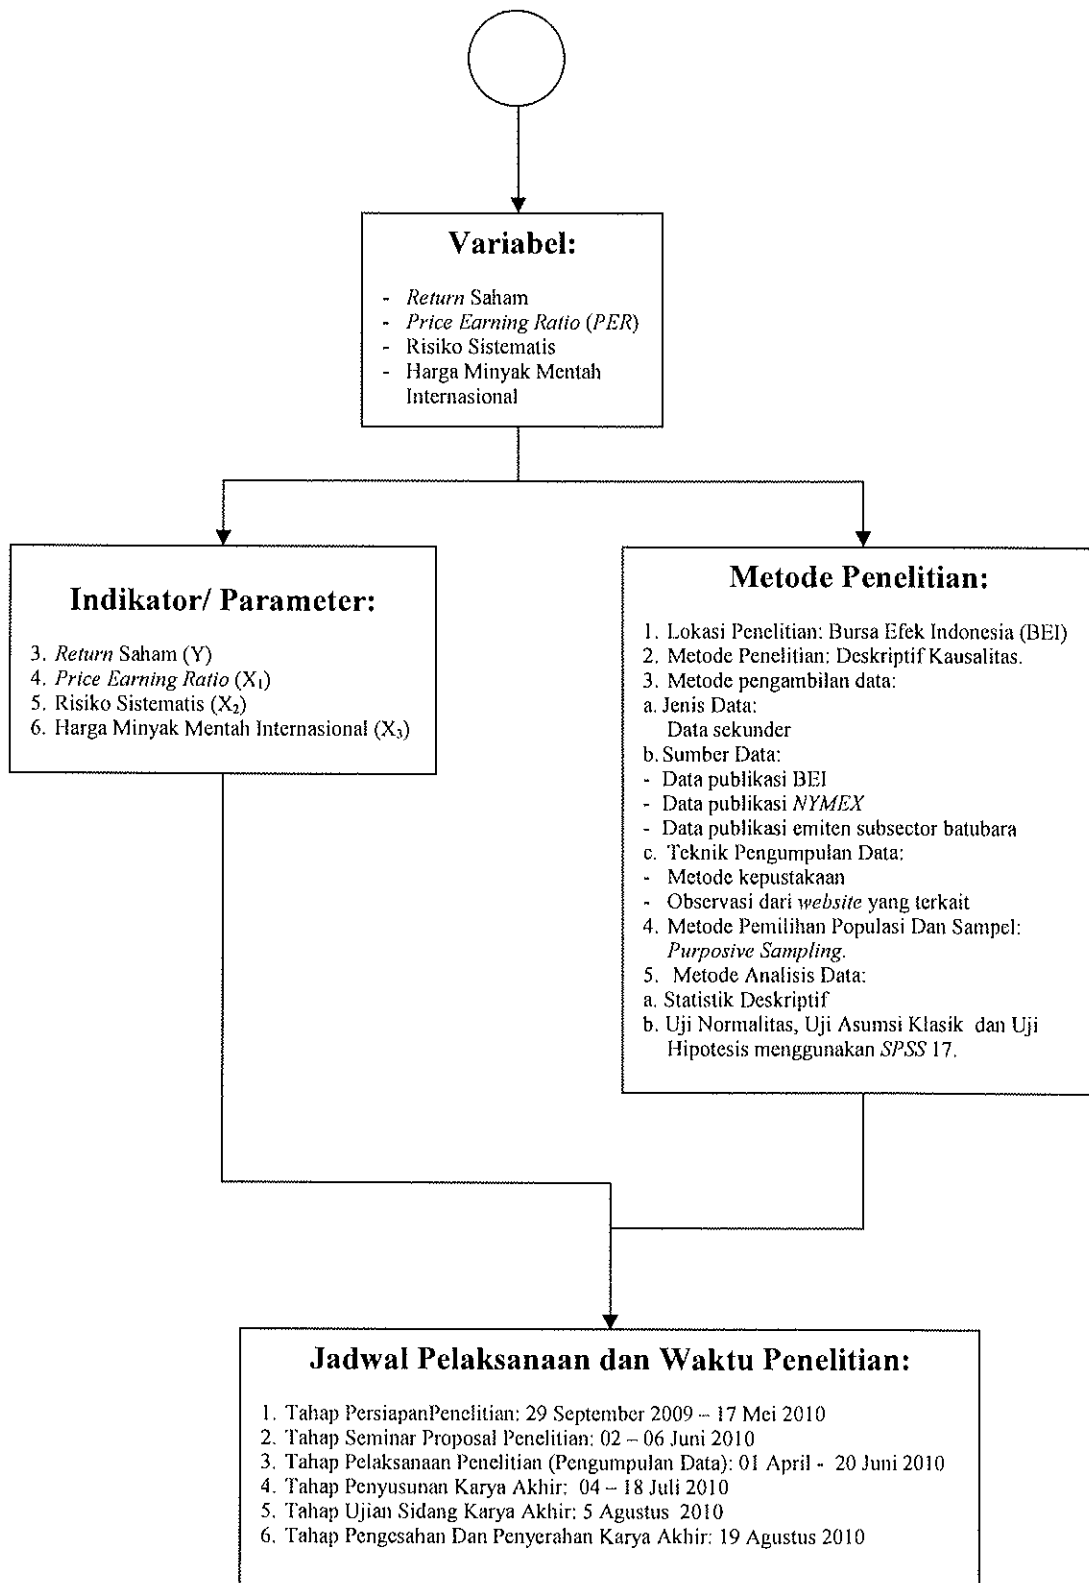 Variabel:
- Return Saham
- Price Earning Ratio (PER)
- Risiko Sistematis
- Harga Minyak Mentah
Internasional
Indikator/ Parameter:
3. Return Saham (Y)
4. Price Earning Ratio (X₁)
5. Risiko Sistematis (X₂)
6. Harga Minyak Mentah Internasional (X₃)
Metode Penelitian:
1. Lokasi Penelitian: Bursa Efek Indonesia (BEI)
2. Metode Penelitian: Deskriptif Kausalitas.
3. Metode pengambilan data:
a. Jenis Data:
Data sekunder
b. Sumber Data:
- Data publikasi BEI
- Data publikasi NYMEX
- Data publikasi emiten subsector batubara
c. Teknik Pengumpulan Data:
- Metode kepustakaan
- Observasi dari website yang terkait
4. Metode Pemilihan Populasi Dan Sampel:
Purposive Sampling.
5. Metode Analisis Data:
a. Statistik Deskriptif
b. Uji Normalitas, Uji Asumsi Klasik dan Uji
Hipotesis menggunakan SPSS 17.
Jadwal Pelaksanaan dan Waktu Penelitian:
1. Tahap PersiapanPenelitian: 29 September 2009 – 17 Mei 2010
2. Tahap Seminar Proposal Penelitian: 02 – 06 Juni 2010
3. Tahap Pelaksanaan Penelitian (Pengumpulan Data): 01 April - 20 Juni 2010
4. Tahap Penyusunan Karya Akhir: 04 – 18 Juli 2010
5. Tahap Ujian Sidang Karya Akhir: 5 Agustus 2010
6. Tahap Pengesahan Dan Penyerahan Karya Akhir: 19 Agustus 2010